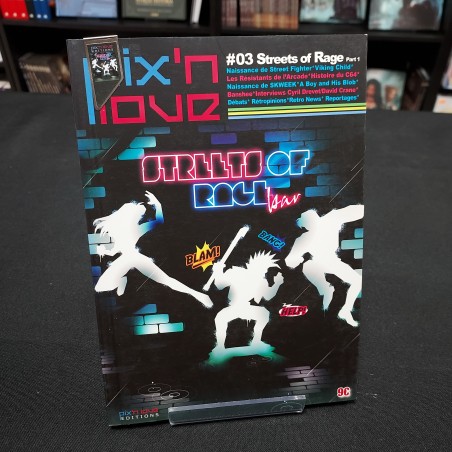 pix'n
love
#03 Streets of Rage Part 1
Naissance de Street Fighter*Viking Child*
Les Résistants de l'Arcade*Histoire du C64*
Naissance de SKWEEK*A Boy and His Blob*
Banshee*Interviews Cyril Drevet/David Crane*
Débats*Rétropinions*Retro News*Reportages*
STREETS OF
RAGE
bar
BLAM!
BANG!
HELP!
pix'n love
EDITIONS
9€